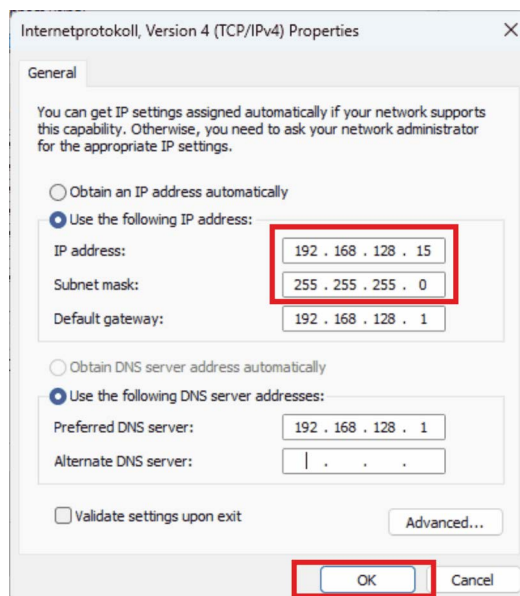 Internetprotokoll, Version 4 (TCP/IPv4) Properties
General
You can get IP settings assigned automatically if your network supports
this capability. Otherwise, you need to ask your network administrator
for the appropriate IP settings.
Obtain an IP address automatically
Use the following IP address:
IP address: 192 . 168 . 128 . 15
Subnet mask: 255 . 255 . 255 . 0
Default gateway: 192 . 168 . 128 . 1
Obtain DNS server address automatically
Use the following DNS server addresses:
Preferred DNS server: 192 . 168 . 128 . 1
Alternate DNS server: . . .
Validate settings upon exit
Advanced...
OK Cancel